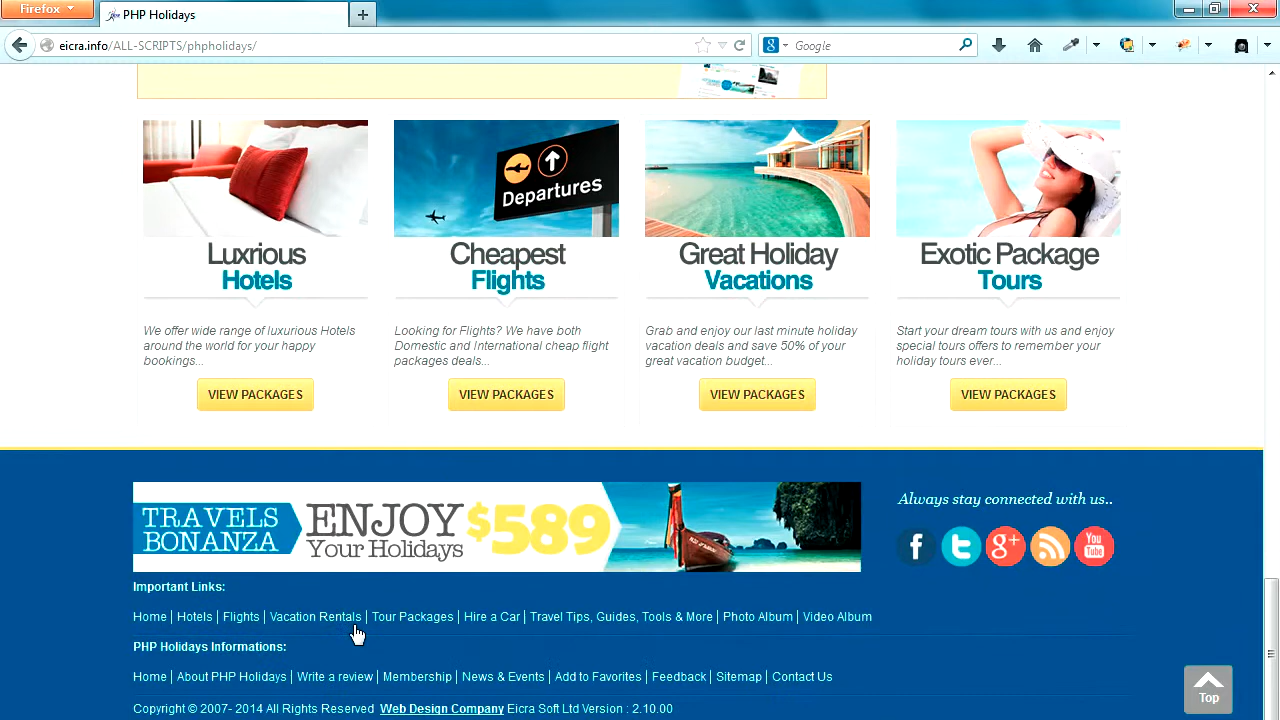 Firefox
PHP Holidays
eicra.info/ALL-SCRIPTS/phpholidays/
Google
Departures
Luxrious
Hotels
Cheapest
Flights
Great Holiday
Vacations
Exotic Package
Tours
We offer wide range of luxurious Hotels
around the world for your happy
bookings...
Looking for Flights? We have both
Domestic and International cheap flight
packages deals...
Grab and enjoy our last minute holiday
vacation deals and save 50% of your
great vacation budget...
Start your dream tours with us and enjoy
special tours offers to remember your
holiday tours ever...
VIEW PACKAGES
VIEW PACKAGES
VIEW PACKAGES
VIEW PACKAGES
TRAVELS
BONANZA
ENJOY
Your Holidays
$589
Always stay connected with us..
You
Tube
Important Links:
Home | Hotels | Flights | Vacation Rentals | Tour Packages | Hire a Car | Travel Tips, Guides, Tools & More | Photo Album | Video Album
PHP Holidays Informations:
Home | About PHP Holidays | Write a review | Membership | News & Events | Add to Favorites | Feedback | Sitemap | Contact Us
Copyright © 2007- 2014 All Rights Reserved Web Design Company Eicra Soft Ltd Version : 2.10.00
Top